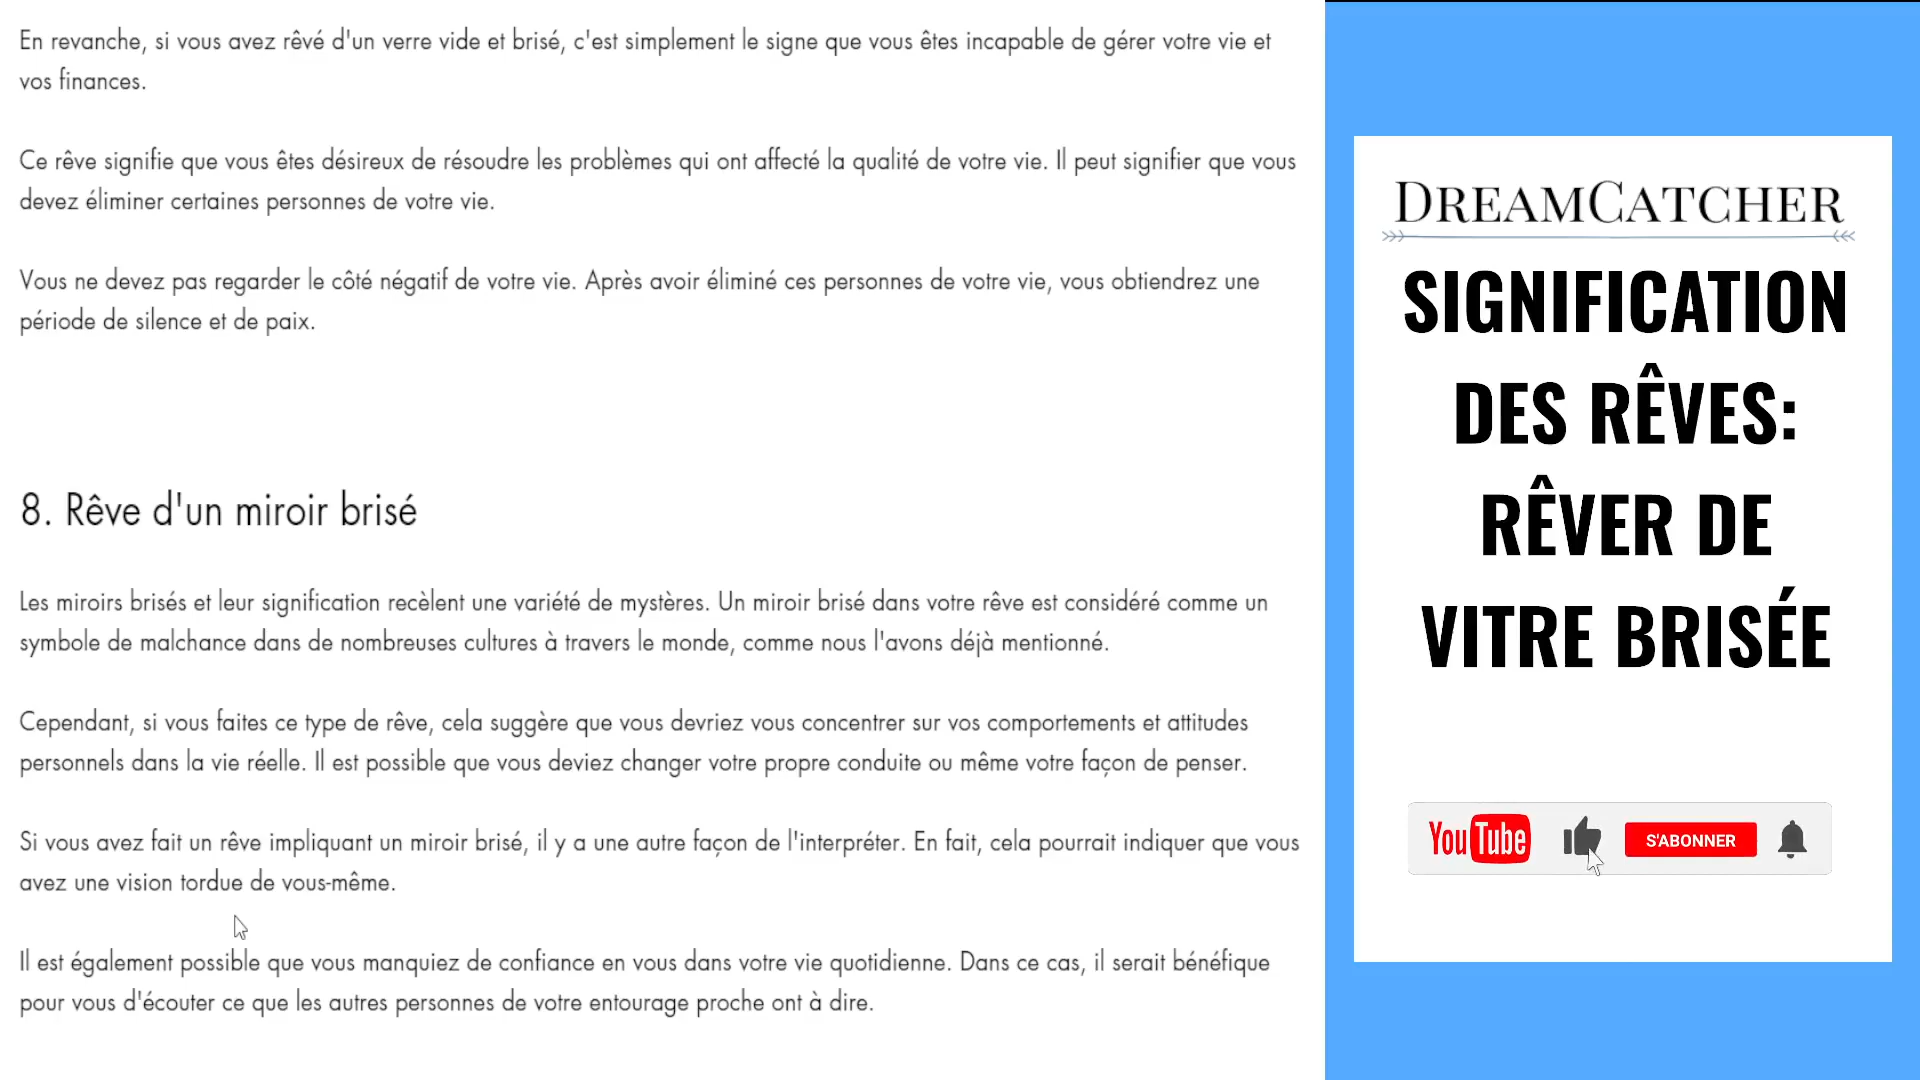 En revanche, si vous avez rêvé d'un verre vide et brisé, c'est simplement le signe que vous êtes incapable de gérer votre vie et
vos finances.
Ce rêve signifie que vous êtes désireux de résoudre les problèmes qui ont affecté la qualité de votre vie. Il peut signifier que vous
devez éliminer certaines personnes de votre vie.
Vous ne devez pas regarder le côté négatif de votre vie. Après avoir éliminé ces personnes de votre vie, vous obtiendrez une
période de silence et de paix.
8. Rêve d'un miroir brisé
Les miroirs brisés et leur signification recèlent une variété de mystères. Un miroir brisé dans votre rêve est considéré comme un
symbole de malchance dans de nombreuses cultures à travers le monde, comme nous l'avons déjà mentionné.
Cependant, si vous faites ce type de rêve, cela suggère que vous devriez vous concentrer sur vos comportements et attitudes
personnels dans la vie réelle. Il est possible que vous deviez changer votre propre conduite ou même votre façon de penser.
Si vous avez fait un rêve impliquant un miroir brisé, il y a une autre façon de l'interpréter. En fait, cela pourrait indiquer que vous
avez une vision tordue de vous-même.
Il est également possible que vous manquiez de confiance en vous dans votre vie quotidienne. Dans ce cas, il serait bénéfique
pour vous d'écouter ce que les autres personnes de votre entourage proche ont à dire.
DREAMCATCHER
SIGNIFICATION
DES RÊVES:
RÊVER DE
VITRE BRISÉE
YouTube
S'ABONNER